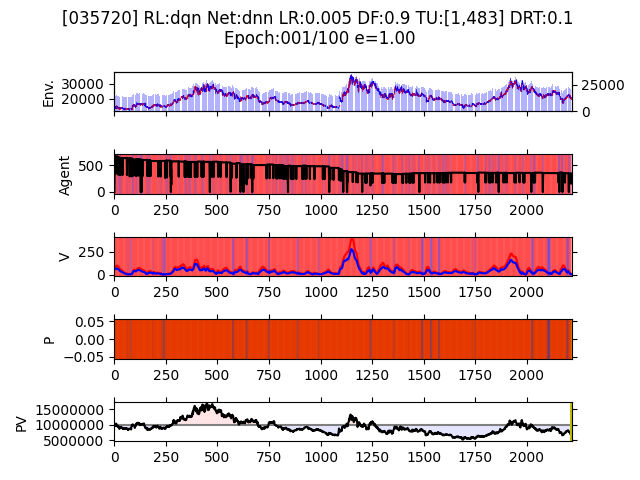 [035720] RL:dqn Net:dnn LR:0.005 DF:0.9 TU:[1,483] DRT:0.1
Epoch:001/100 e=1.00
Env.
30000
20000
25000
0
Agent
500
0
0 250 500 750 1000 1250 1500 1750 2000
V
250
0
0 250 500 750 1000 1250 1500 1750 2000
P
0.05
0.00
−0.05
0 250 500 750 1000 1250 1500 1750 2000
PV
15000000
10000000
5000000
0 250 500 750 1000 1250 1500 1750 2000